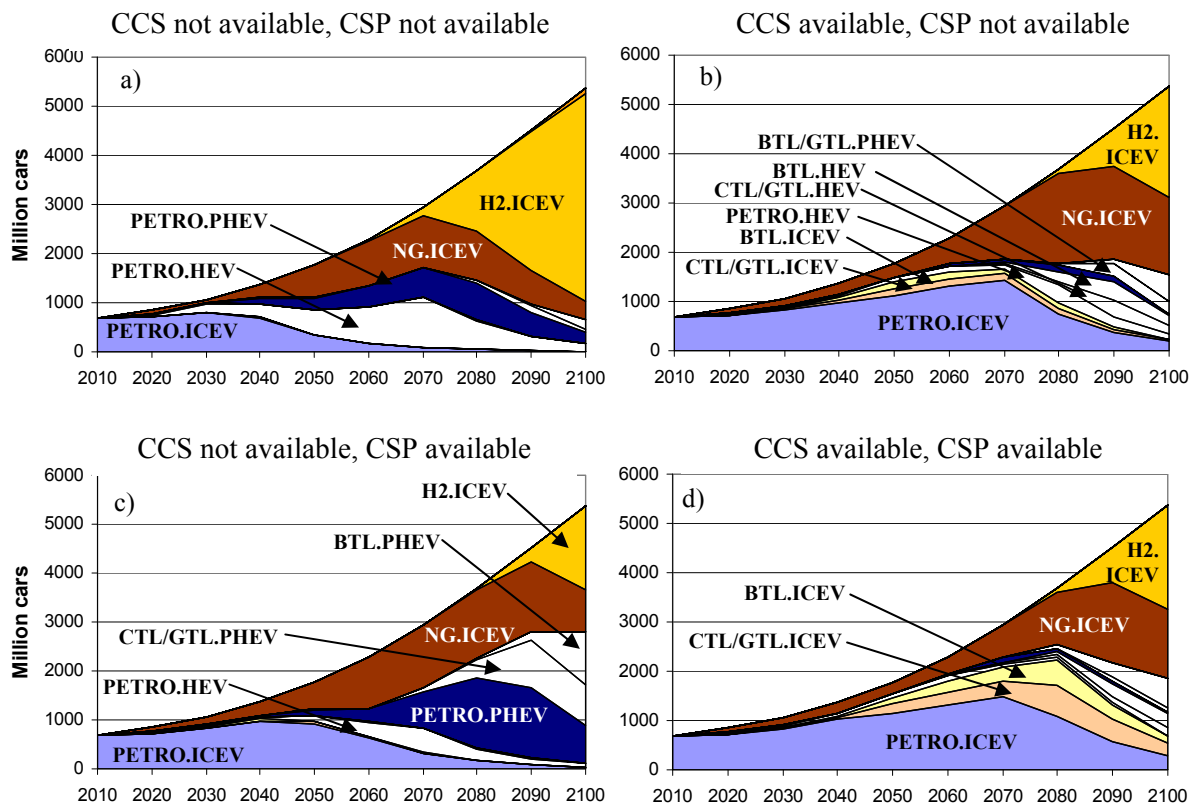 CCS not available, CSP not available
6000
5000
4000
3000
2000
1000
0
Million cars
a)
PETRO.PHEV
PETRO.HEV
PETRO.ICEV
NG.ICEV
H2.ICEV
2010 2020 2030 2040 2050 2060 2070 2080 2090 2100
CCS available, CSP not available
6000
5000
4000
3000
2000
1000
0
b)
BTL/GTL.PHEV
BTL.HEV
CTL/GTL.HEV
PETRO.HEV
BTL.ICEV
CTL/GTL.ICEV
PETRO.ICEV
NG.ICEV
H2.
ICEV
2010 2020 2030 2040 2050 2060 2070 2080 2090 2100
CCS not available, CSP available
6000
5000
4000
3000
2000
1000
0
Million cars
c)
H2.ICEV
BTL.PHEV
CTL/GTL.PHEV
NG.ICEV
PETRO.HEV
PETRO.PHEV
PETRO.ICEV
2010 2020 2030 2040 2050 2060 2070 2080 2090 2100
CCS available, CSP available
6000
5000
4000
3000
2000
1000
0
d)
BTL.ICEV
CTL/GTL.ICEV
PETRO.ICEV
NG.ICEV
H2.
ICEV
2010 2020 2030 2040 2050 2060 2070 2080 2090 2100